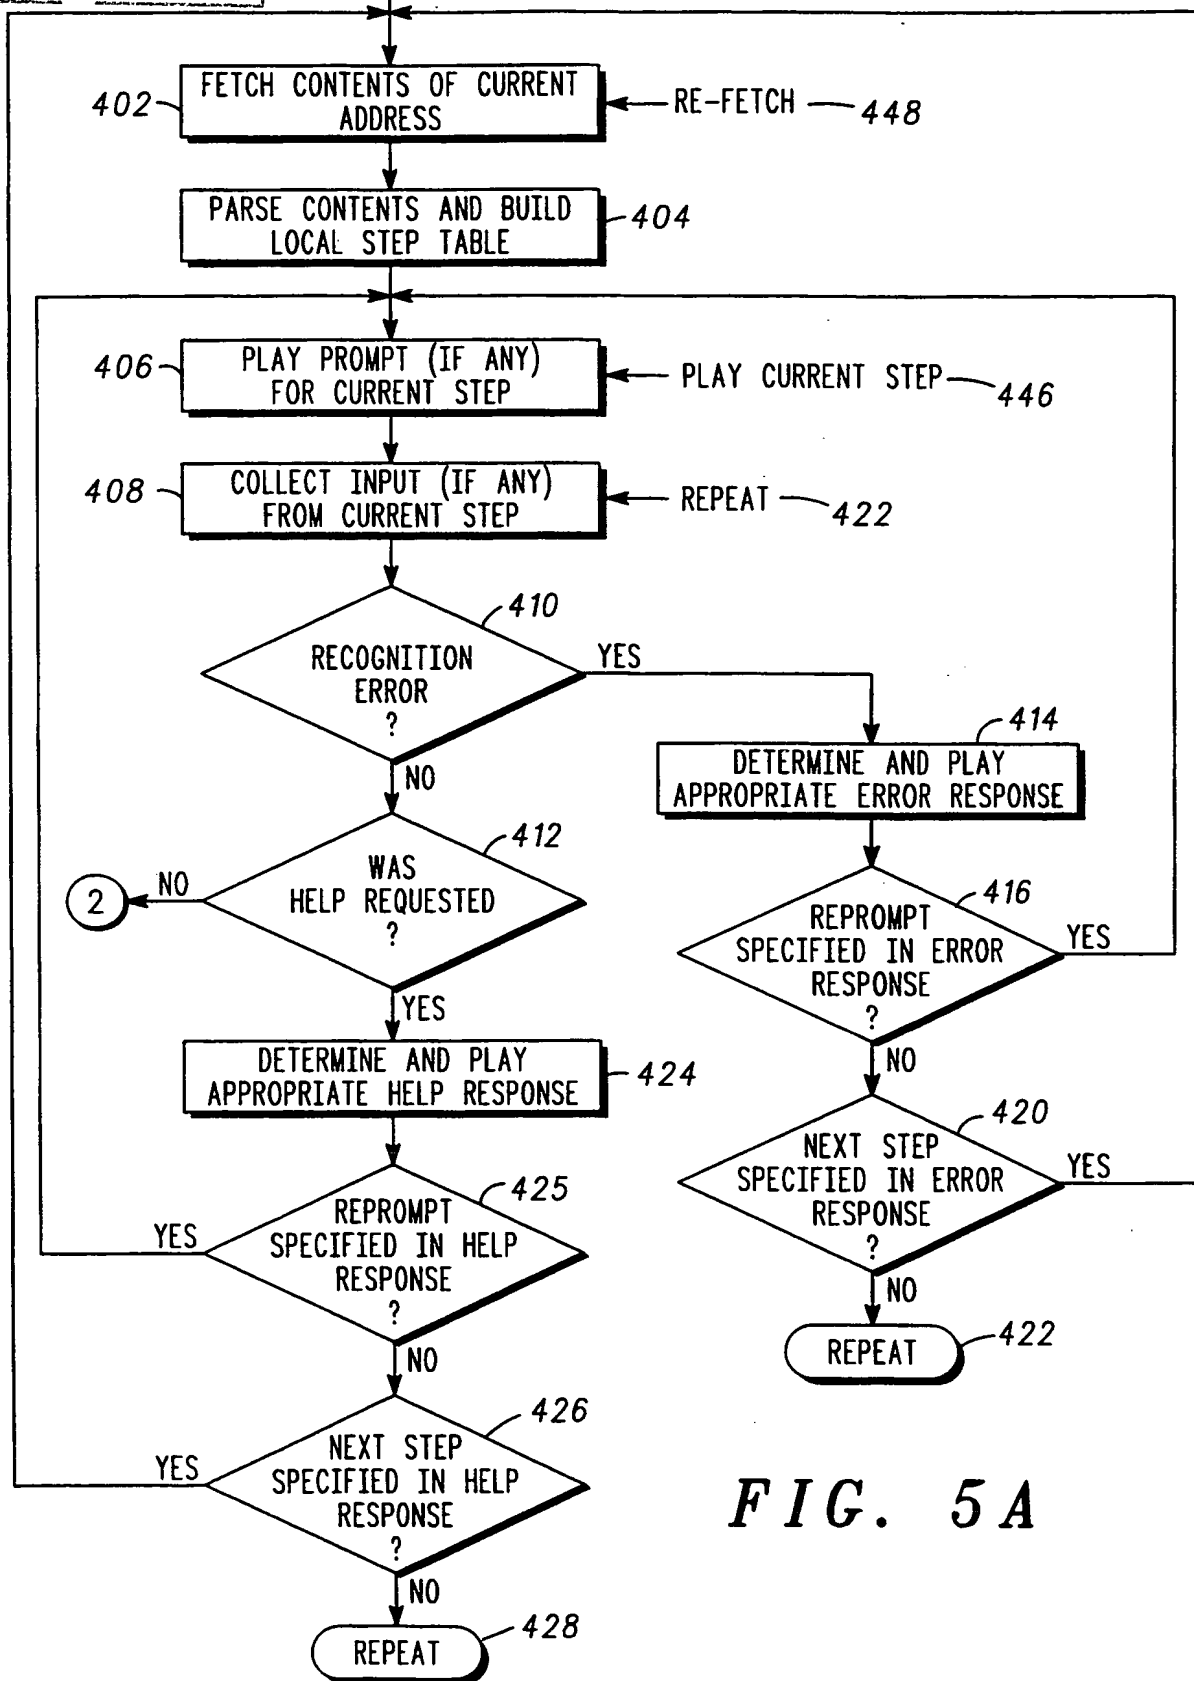 402
FETCH CONTENTS OF CURRENT
ADDRESS
RE-FETCH
448
PARSE CONTENTS AND BUILD
LOCAL STEP TABLE
404
406
PLAY PROMPT (IF ANY)
FOR CURRENT STEP
PLAY CURRENT STEP
446
408
COLLECT INPUT (IF ANY)
FROM CURRENT STEP
REPEAT
422
410
RECOGNITION
ERROR
?
YES
NO
414
DETERMINE AND PLAY
APPROPRIATE ERROR RESPONSE
412
WAS
HELP REQUESTED
?
NO
2
YES
416
REPROMPT
SPECIFIED IN ERROR
RESPONSE
?
YES
NO
DETERMINE AND PLAY
APPROPRIATE HELP RESPONSE
424
420
NEXT STEP
SPECIFIED IN ERROR
RESPONSE
?
YES
NO
425
REPROMPT
SPECIFIED IN HELP
RESPONSE
?
YES
NO
REPEAT
422
426
NEXT STEP
SPECIFIED IN HELP
RESPONSE
?
YES
NO
REPEAT
428
FIG. 5A